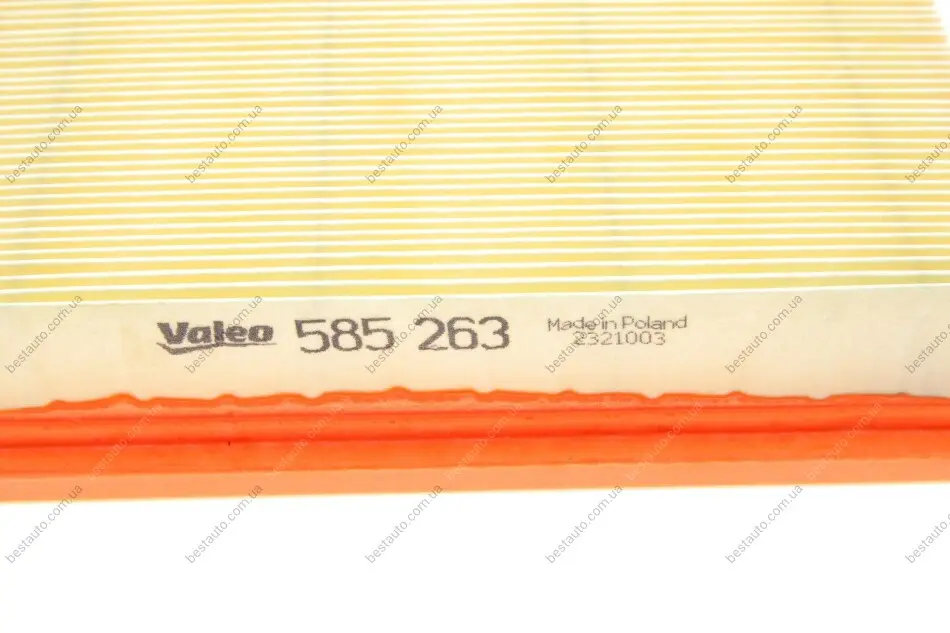 Valeo 585 263 Made in Poland
2321003
bestauto.com.ua